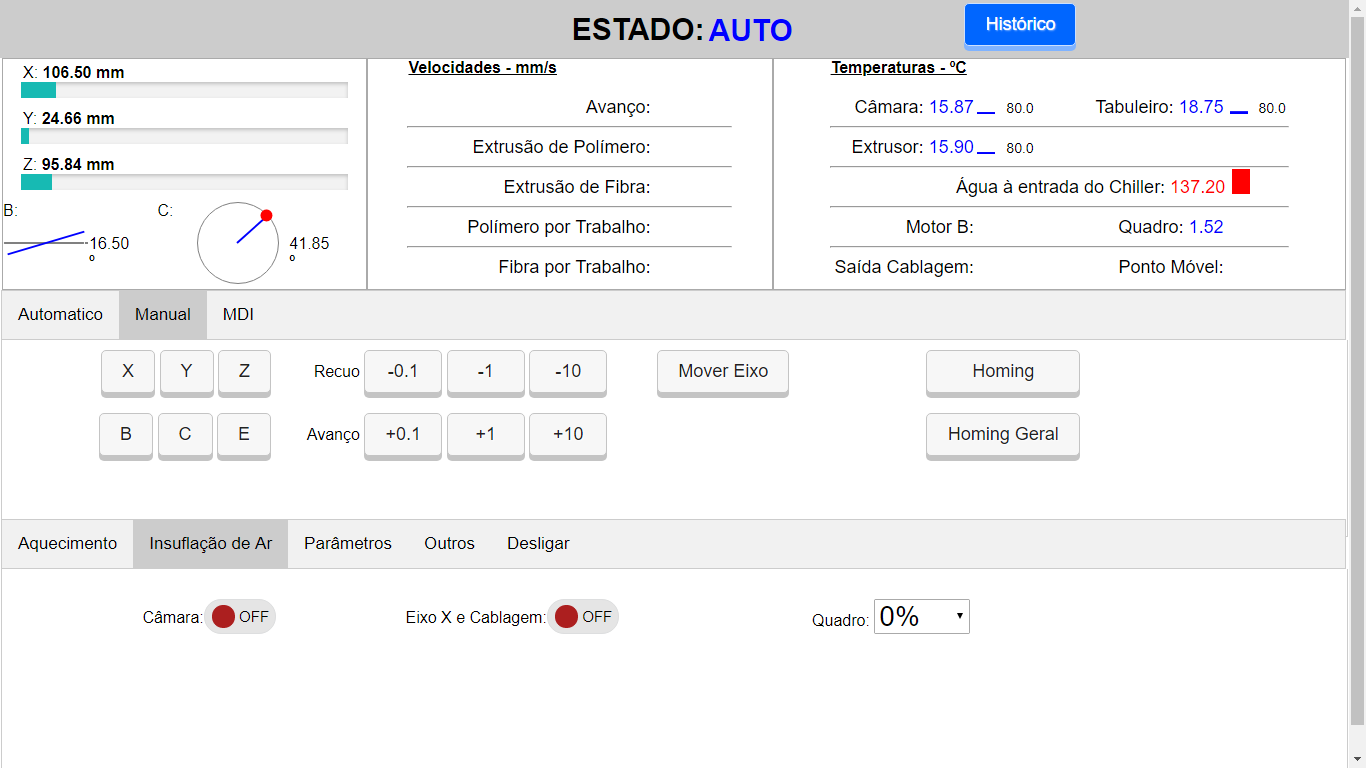 ESTADO: AUTO
Histórico
X: 106.50 mm
Y: 24.66 mm
Z: 95.84 mm
B:
16.50
º
C:
41.85
º
Velocidades - mm/s
Avanço:
Extrusão de Polímero:
Extrusão de Fibra:
Polímero por Trabalho:
Fibra por Trabalho:
Temperaturas - ºC
Câmara: 15.87 80.0 Tabuleiro: 18.75 80.0
Extrusor: 15.90 80.0
Água à entrada do Chiller: 137.20
Motor B: Quadro: 1.52
Saída Cablagem: Ponto Móvel:
Automatico Manual MDI
X Y Z Recuo -0.1 -1 -10 Mover Eixo Homing
B C E Avanço +0.1 +1 +10 Homing Geral
Aquecimento Insuflação de Ar Parâmetros Outros Desligar
Câmara: OFF Eixo X e Cablagem: OFF Quadro: 0%